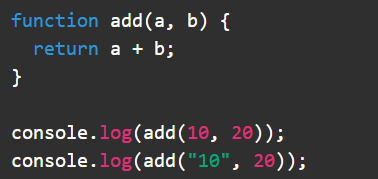 function add(a, b) {
  return a + b;
}

console.log(add(10, 20));
console.log(add("10", 20));